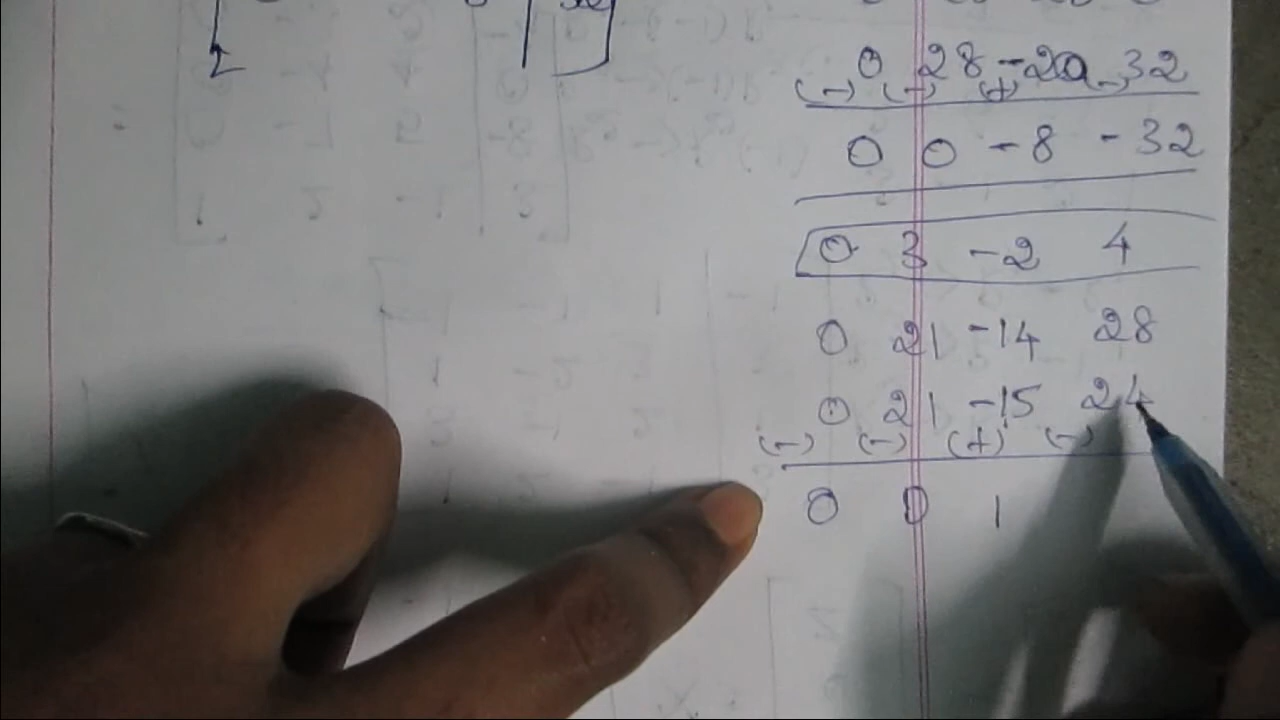 0 28 -20 32
(-) (-) (+) (-)
0 0 -8 -32
0 3 -2 4
0 21 -14 28
0 21 -15 24
(-) (-) (+) (-)
0 0 1